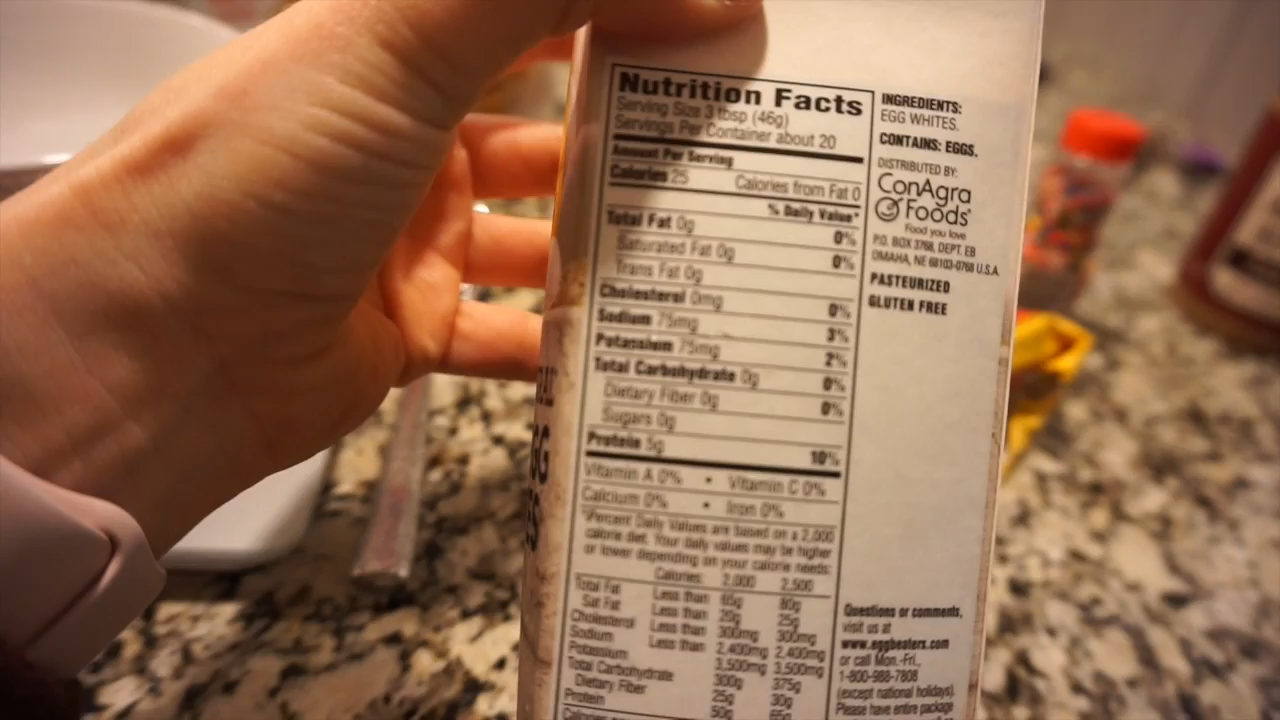 Nutrition Facts
Serving Size 3 tbsp (46g)
Servings Per Container about 20
Amount Per Serving
Calories 25 Calories from Fat 0
% Daily Value*
Total Fat 0g 0%
Saturated Fat 0g 0%
Trans Fat 0g
Cholesterol 0mg 0%
Sodium 75mg 3%
Potassium 75mg 2%
Total Carbohydrate 0g 0%
Dietary Fiber 0g 0%
Sugars 0g
Protein 5g 10%
Vitamin A 0% • Vitamin C 0%
Calcium 0% • Iron 0%
*Percent Daily Values are based on a 2,000
calorie diet. Your daily values may be higher
or lower depending on your calorie needs:
Calories: 2,000 2,500
Total Fat Less than 65g 80g
Sat Fat Less than 20g 25g
Cholesterol Less than 300mg 300mg
Sodium Less than 2,400mg 2,400mg
Potassium 3,500mg 3,500mg
Total Carbohydrate 300g 375g
Dietary Fiber 25g 30g
Protein 50g 65g
INGREDIENTS:
EGG WHITES.
CONTAINS: EGGS.
DISTRIBUTED BY:
ConAgra
Foods®
Food you love
P.O. BOX 3768, DEPT. EB
OMAHA, NE 68103-0768 U.S.A.
PASTEURIZED
GLUTEN FREE
Questions or comments,
visit us at
www.eggbeaters.com
or call Mon.-Fri.,
1-800-988-7808
(except national holidays).
Please have entire package